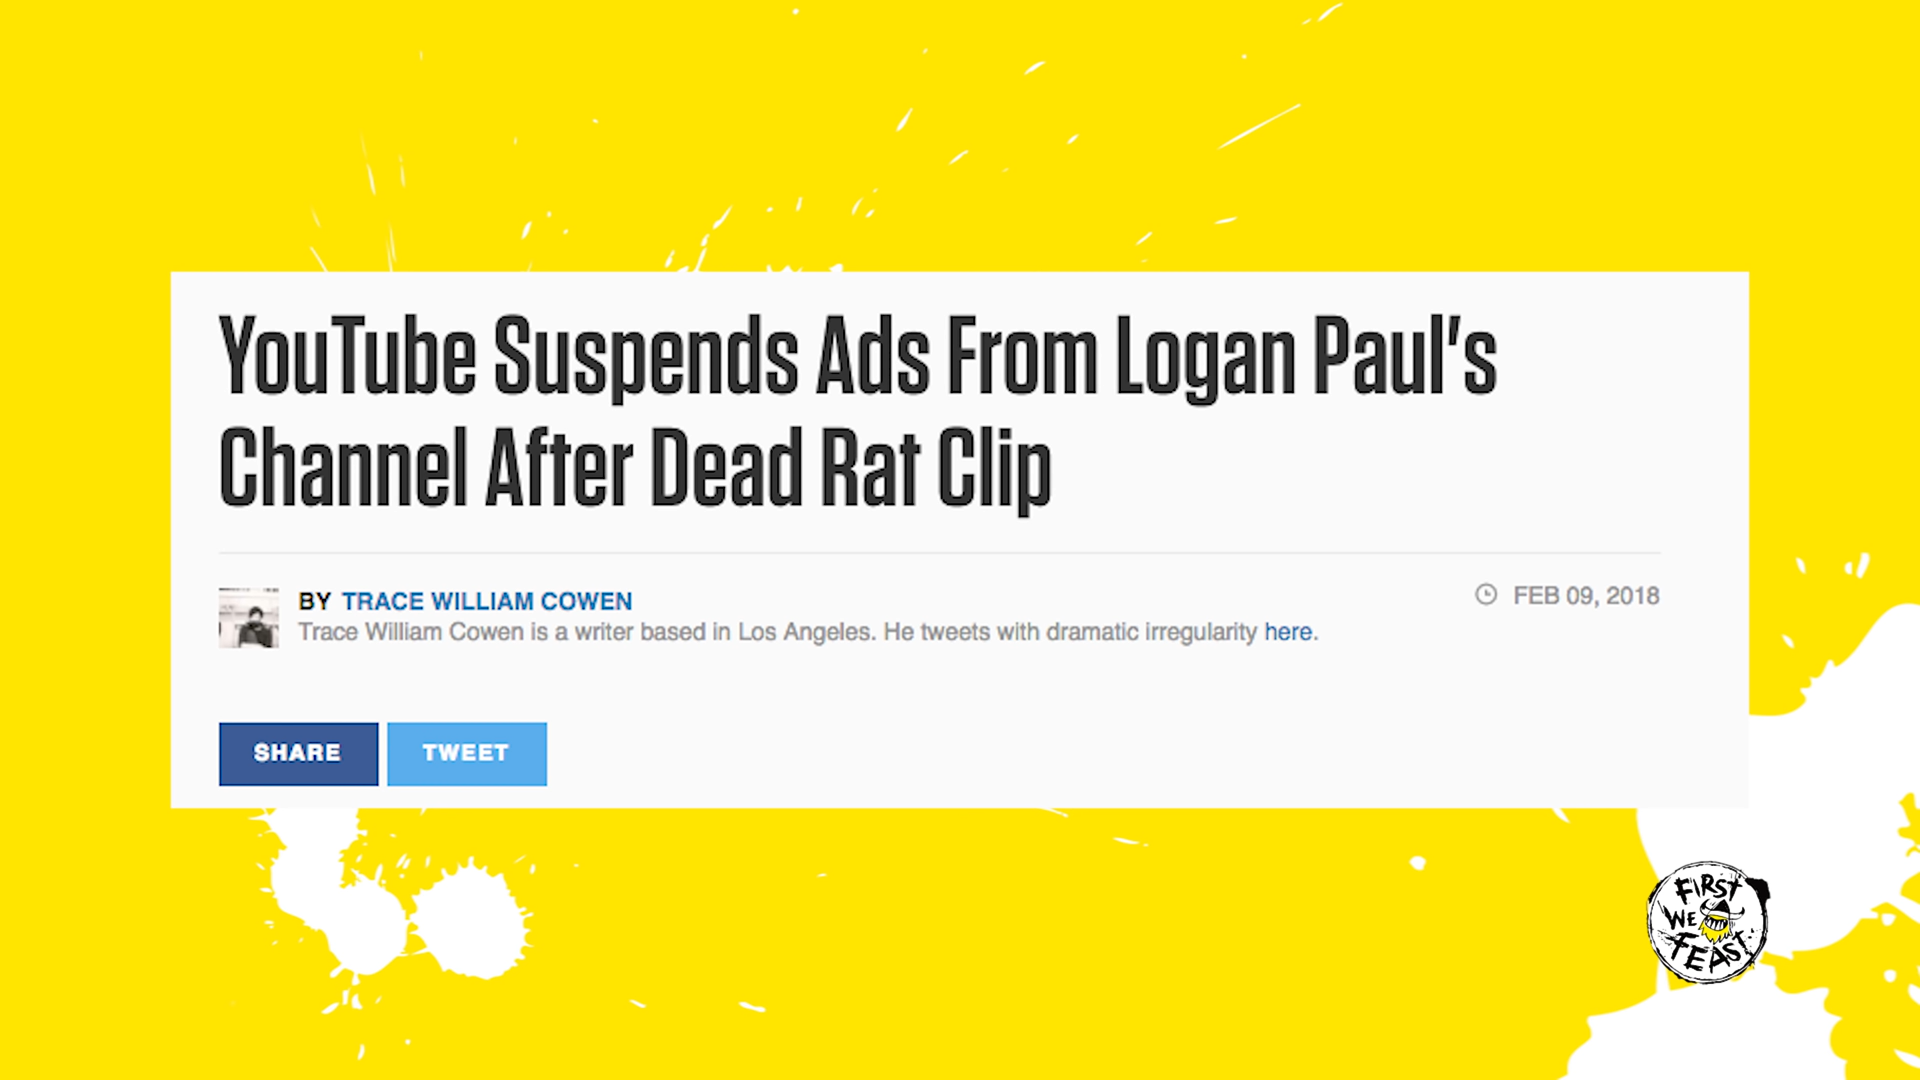 YouTube Suspends Ads From Logan Paul's
Channel After Dead Rat Clip
BY TRACE WILLIAM COWEN
FEB 09, 2018
Trace William Cowen is a writer based in Los Angeles. He tweets with dramatic irregularity here.
SHARE TWEET
FIRST
WE
FEAST